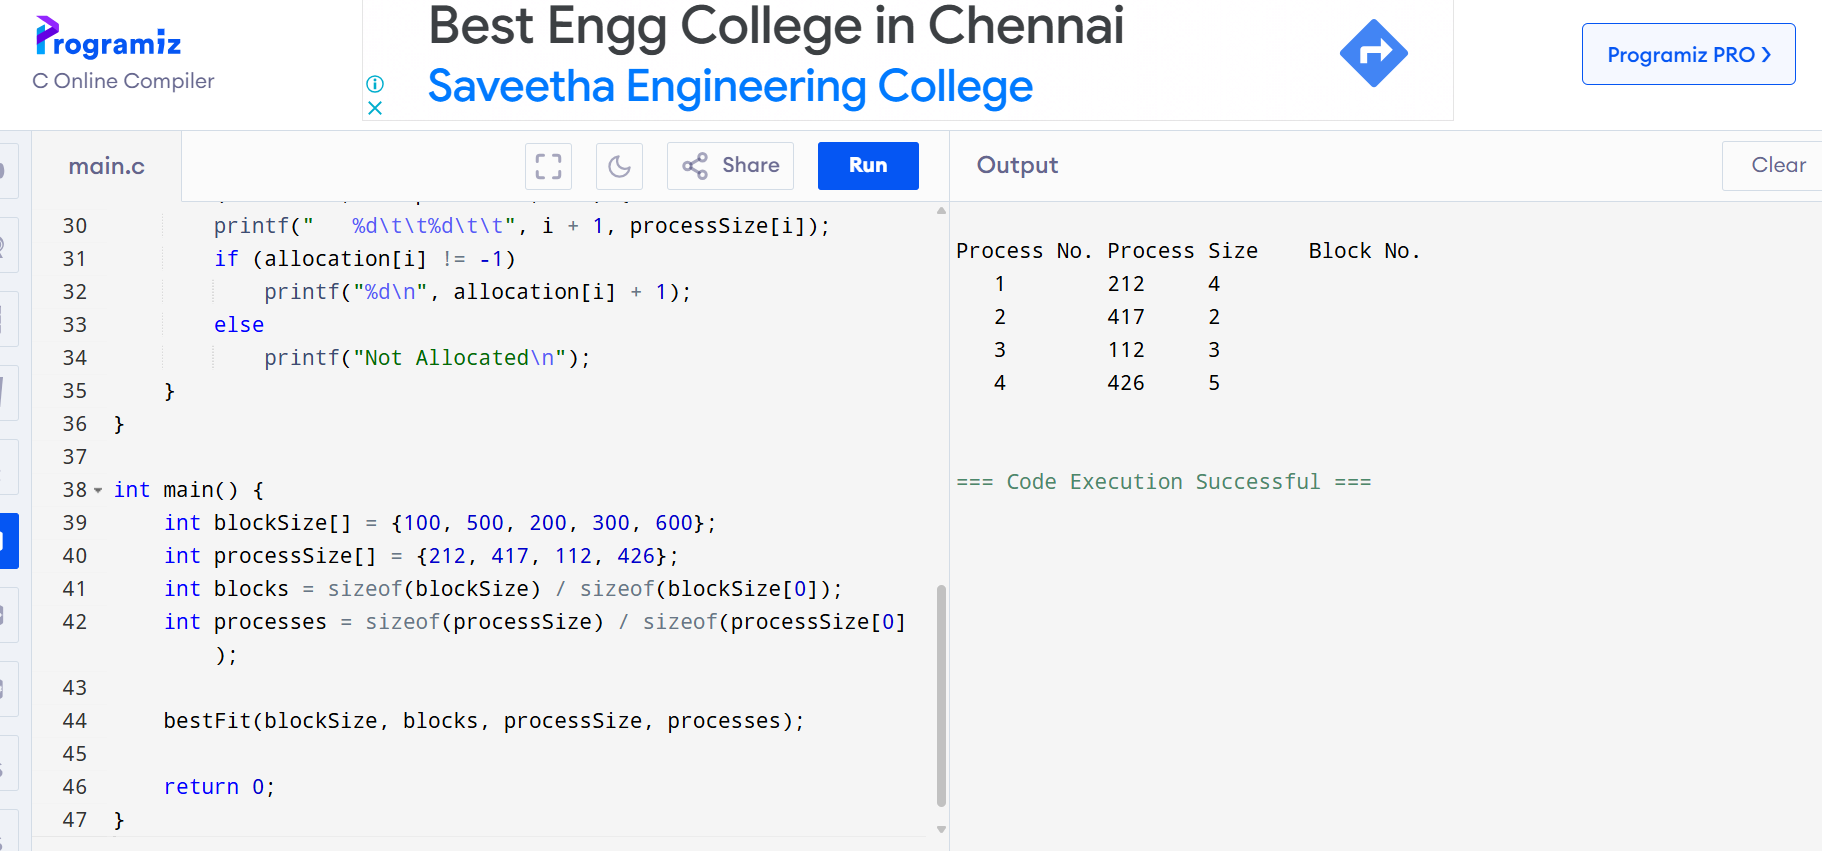 Programiz
C Online Compiler
Best Engg College in Chennai
Saveetha Engineering College
Programiz PRO ❯
main.c
Share
Run
Output
Clear
30 printf("   %d\t\t%d\t\t", i + 1, processSize[i]);
31 if (allocation[i] != -1)
32 printf("%d\n", allocation[i] + 1);
33 else
34 printf("Not Allocated\n");
35 }
36 }
37
38 int main() {
39 int blockSize[] = {100, 500, 200, 300, 600};
40 int processSize[] = {212, 417, 112, 426};
41 int blocks = sizeof(blockSize) / sizeof(blockSize[0]);
42 int processes = sizeof(processSize) / sizeof(processSize[0]
);
43
44 bestFit(blockSize, blocks, processSize, processes);
45
46 return 0;
47 }
Process No. Process Size    Block No.
1 212 4
2 417 2
3 112 3
4 426 5
=== Code Execution Successful ===